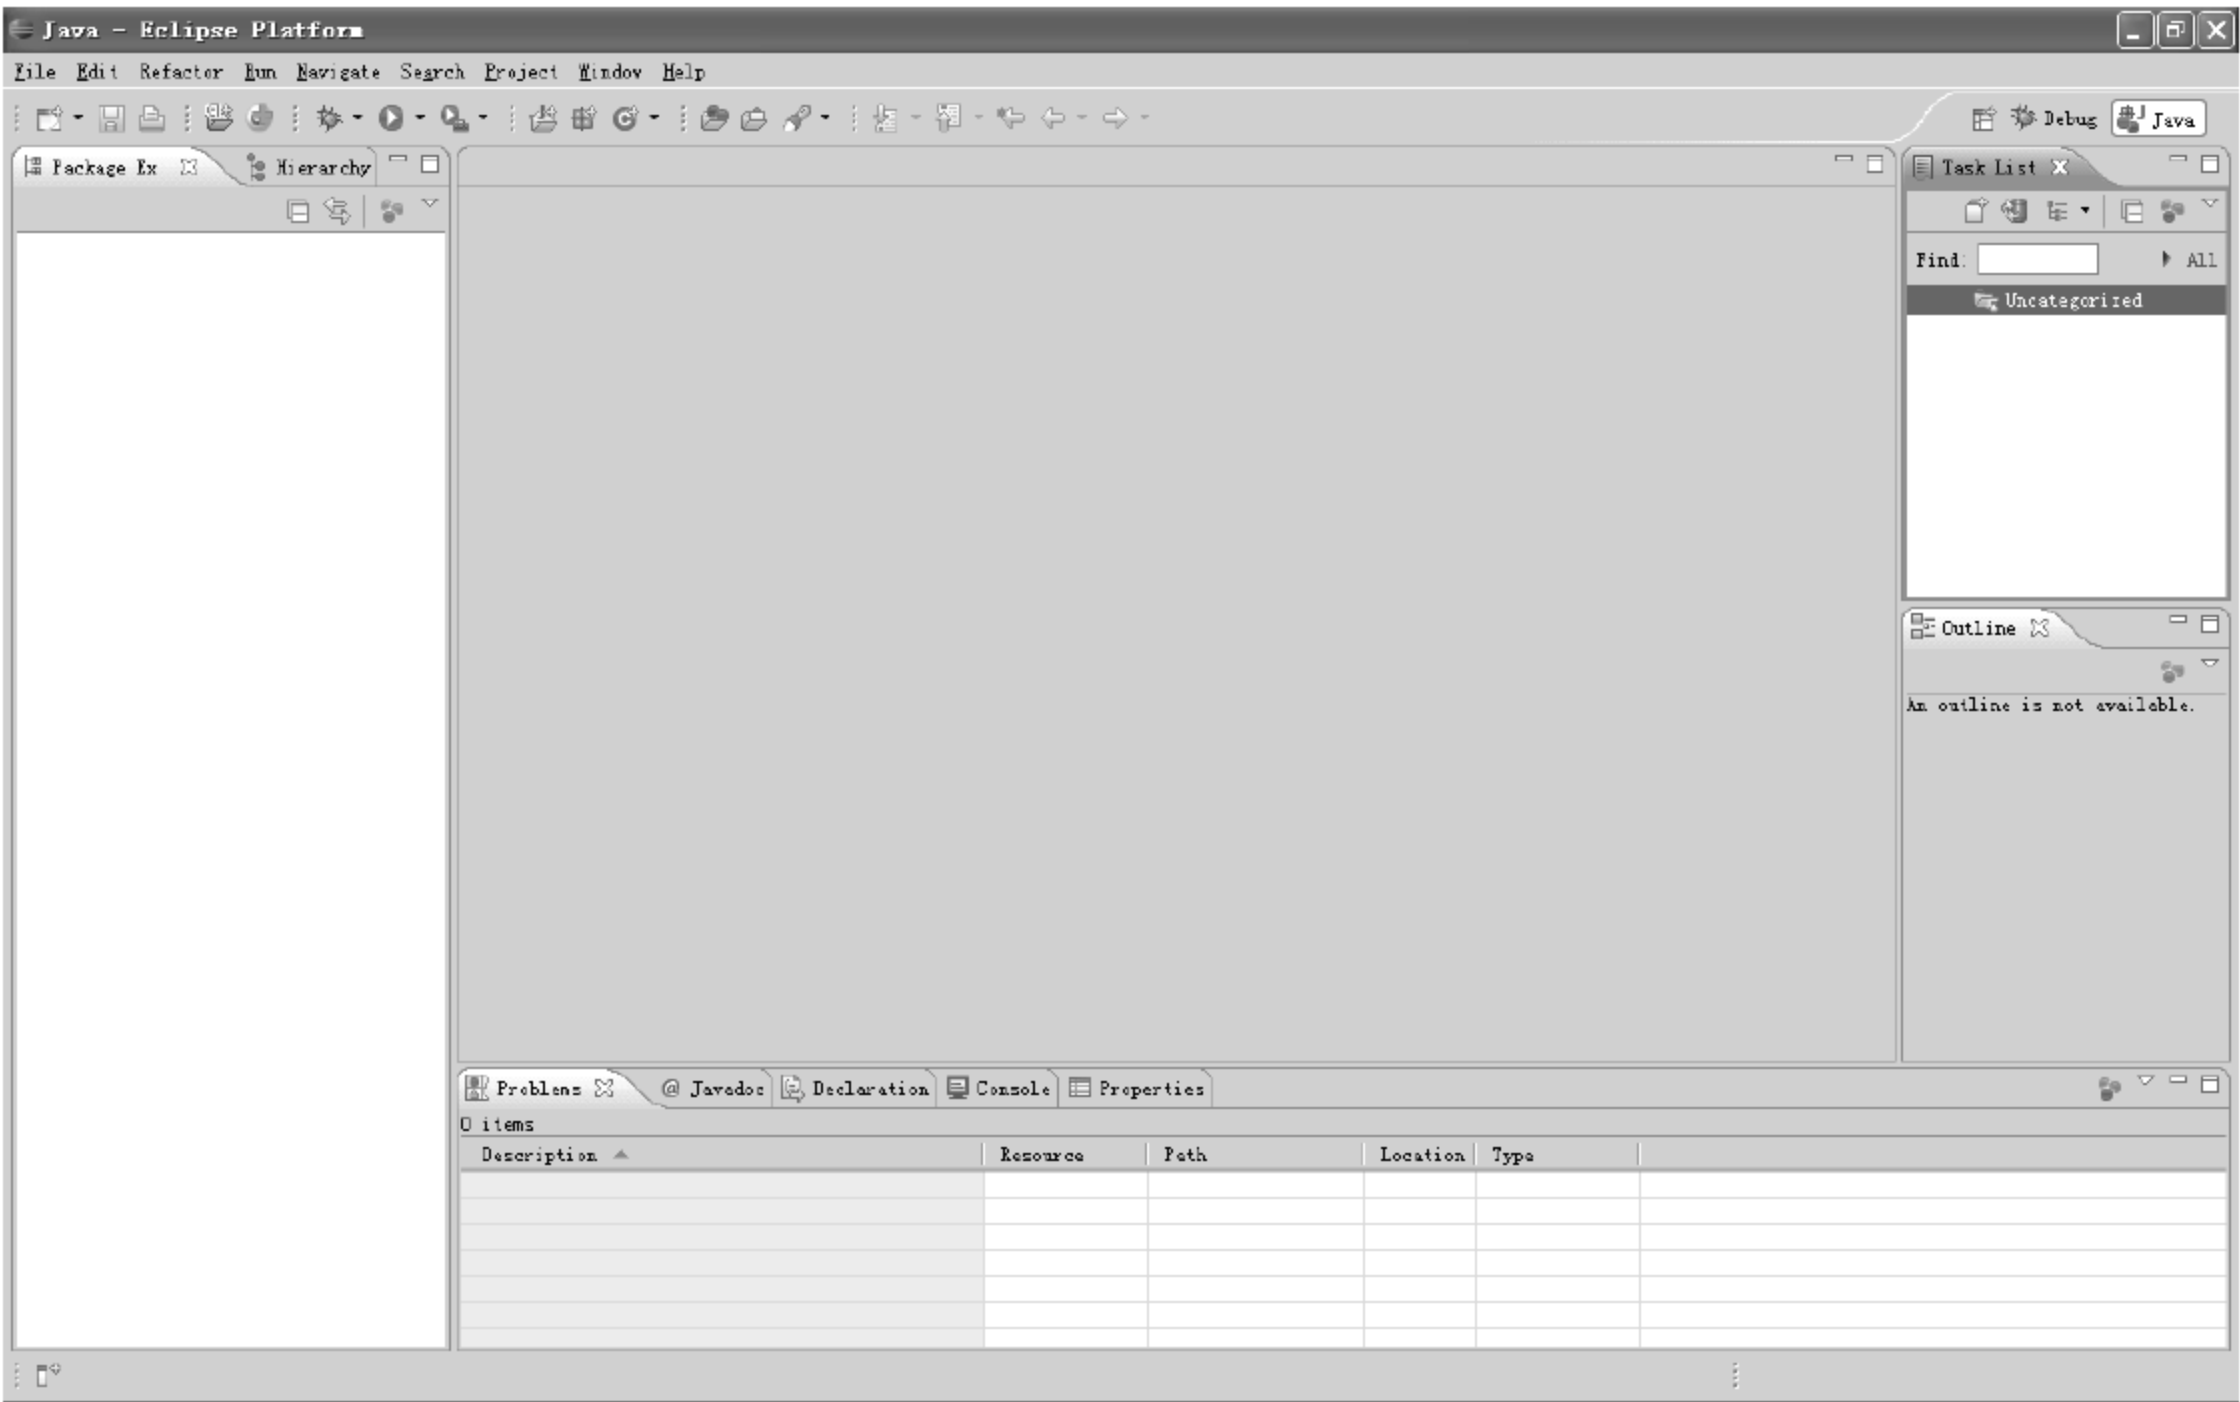 Java - Eclipse Platform
File Edit Refactor Run Navigate Search Project Window Help
Debug Java
Package Ex Hierarchy
Task List
Find: All
Uncategorized
Outline
An outline is not available.
Problems @ Javadoc Declaration Console Properties
0 items
Description Resource Path Location Type